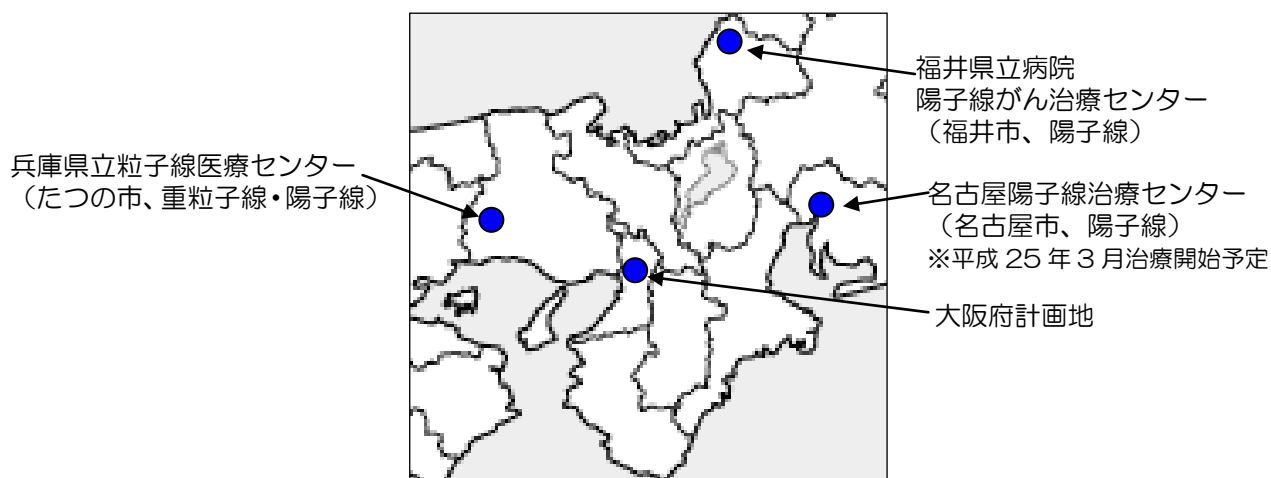 福井県立病院
陽子線がん治療センター
（福井市、陽子線）
兵庫県立粒子線医療センター
（たつの市、重粒子線・陽子線）
名古屋陽子線治療センター
（名古屋市、陽子線）
※平成 25 年 3 月治療開始予定
大阪府計画地